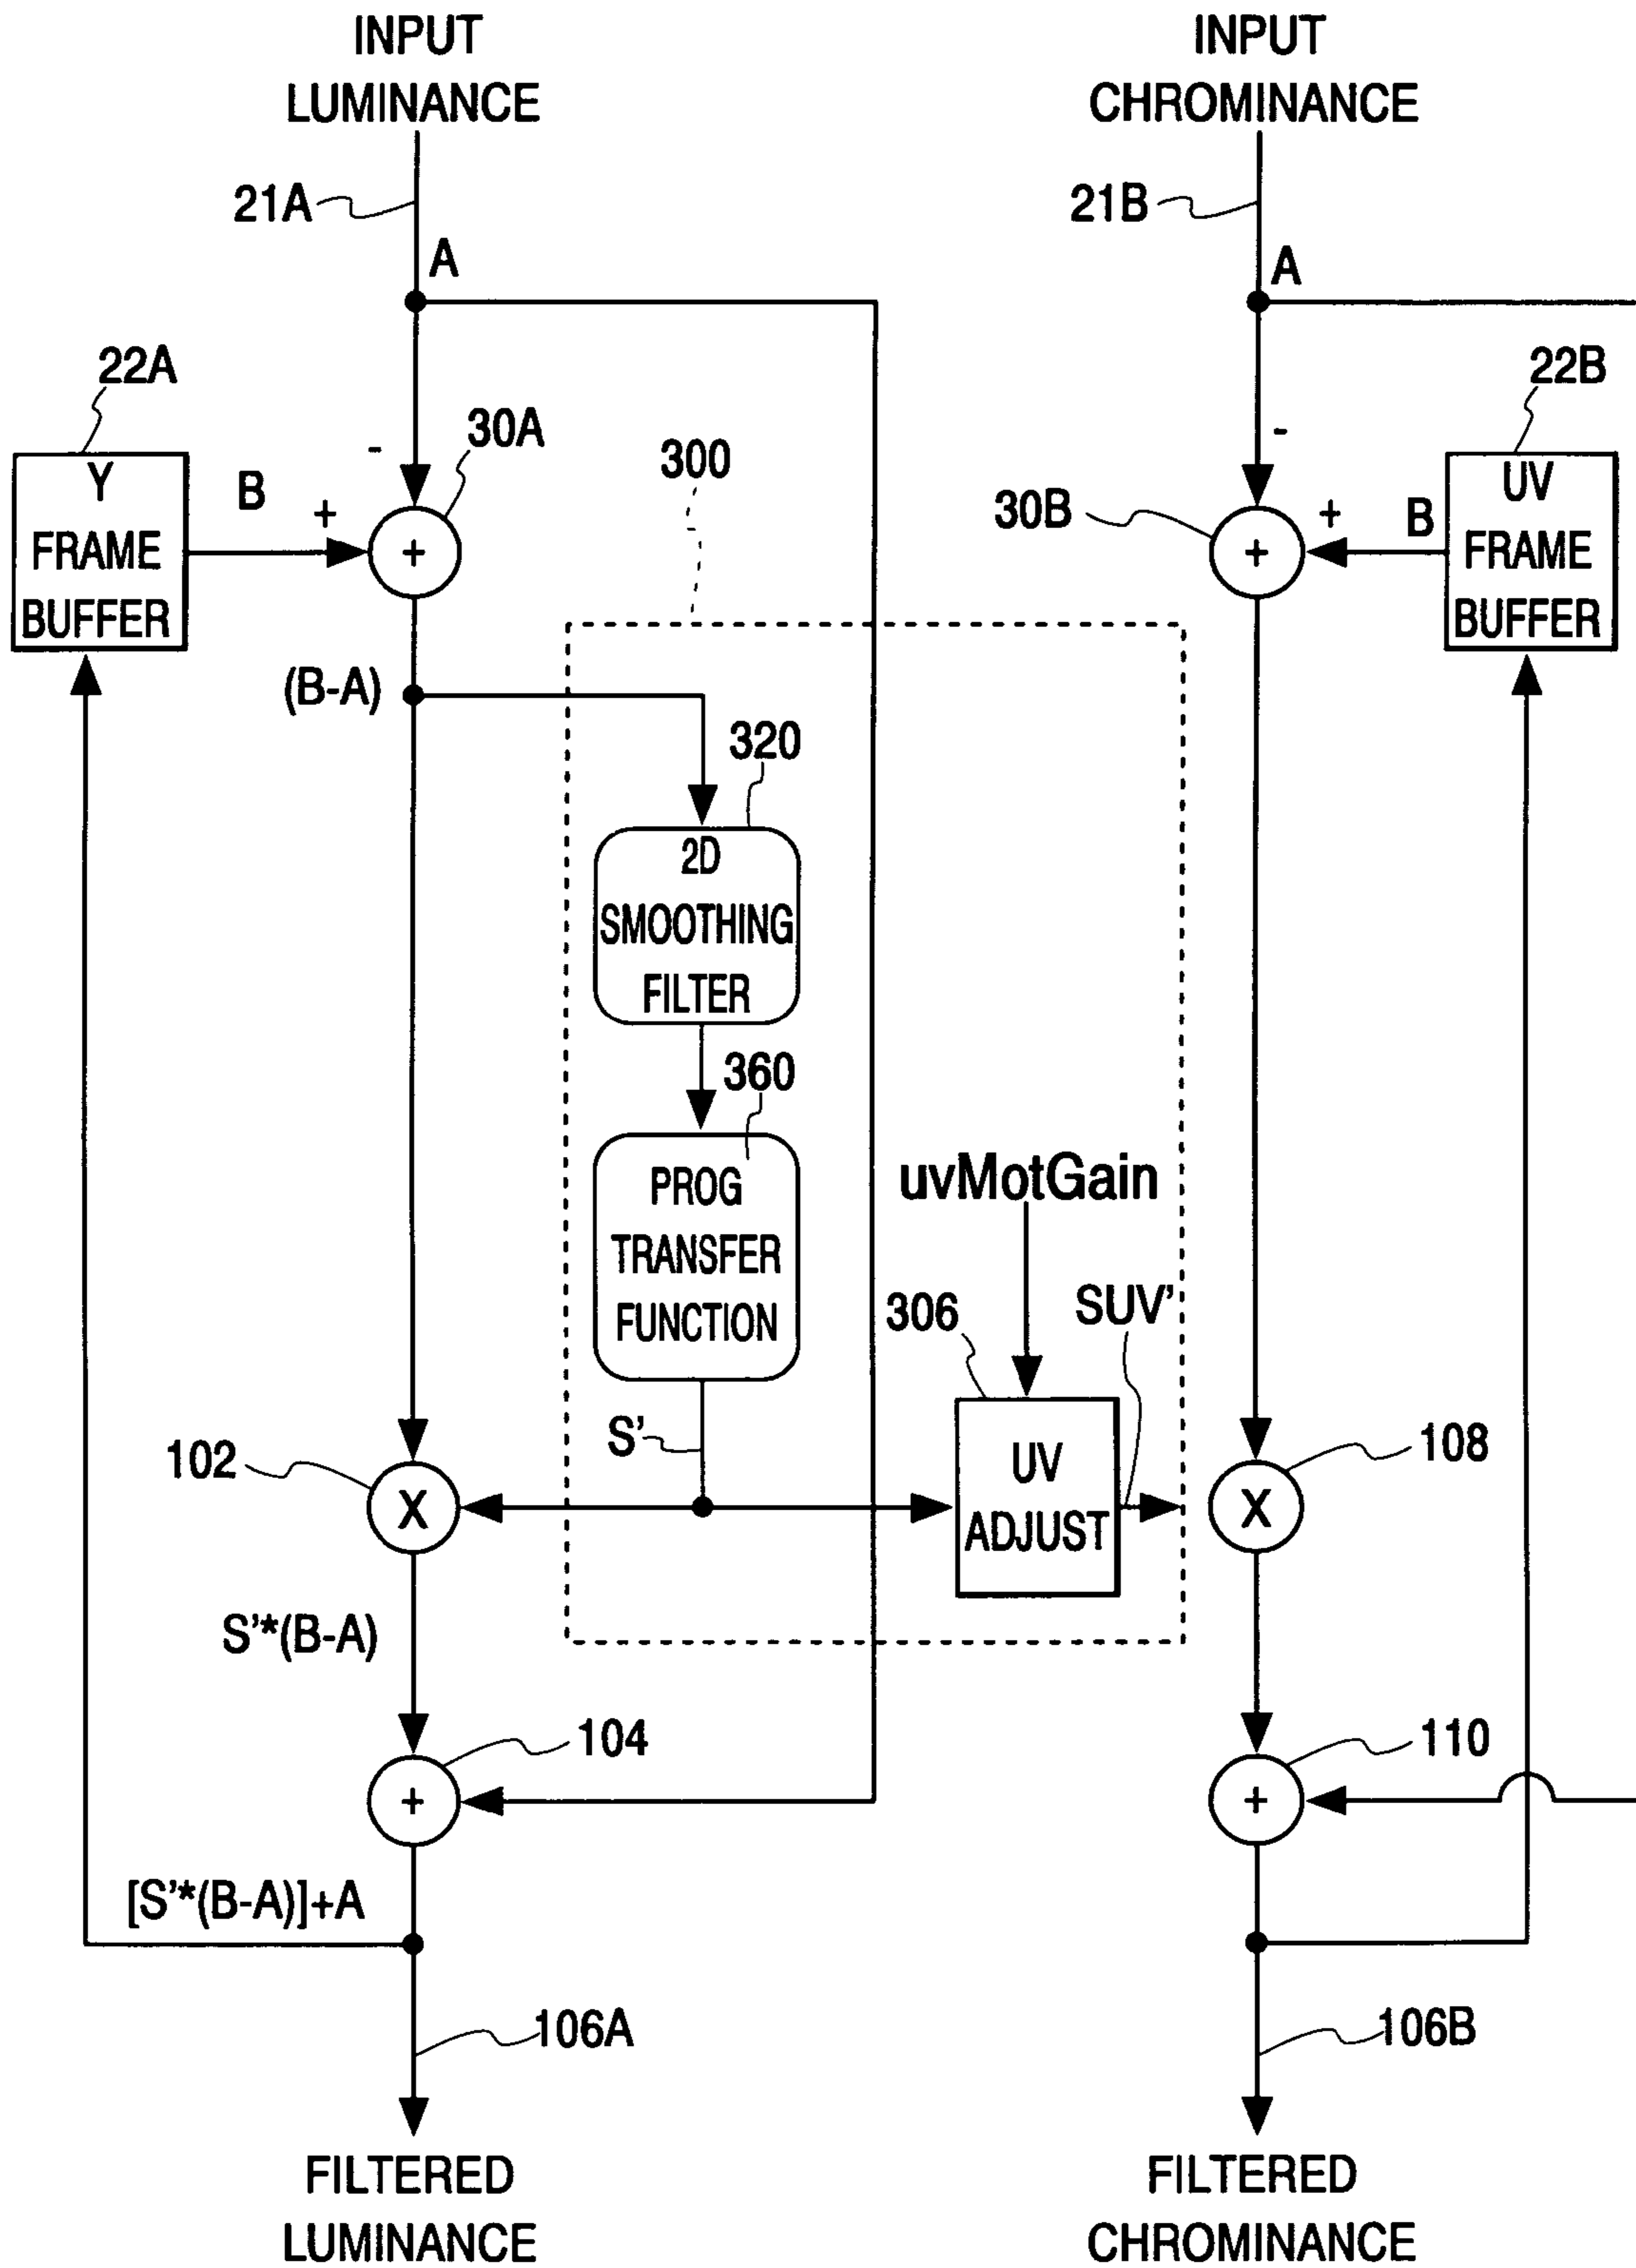 INPUT
LUMINANCE
INPUT
CHROMINANCE
21A
21B
A
A
22A
30A
-
300
-
22B
30B
Y
FRAME
BUFFER
B
+
+
+
+
B
UV
FRAME
BUFFER
(B-A)
320
2D
SMOOTHING
FILTER
360
PROG
TRANSFER
FUNCTION
uvMotGain
306
SUV'
S'
UV
ADJUST
102
X
108
X
S'*(B-A)
104
+
110
+
[S'*(B-A)]+A
106A
106B
FILTERED
LUMINANCE
FILTERED
CHROMINANCE